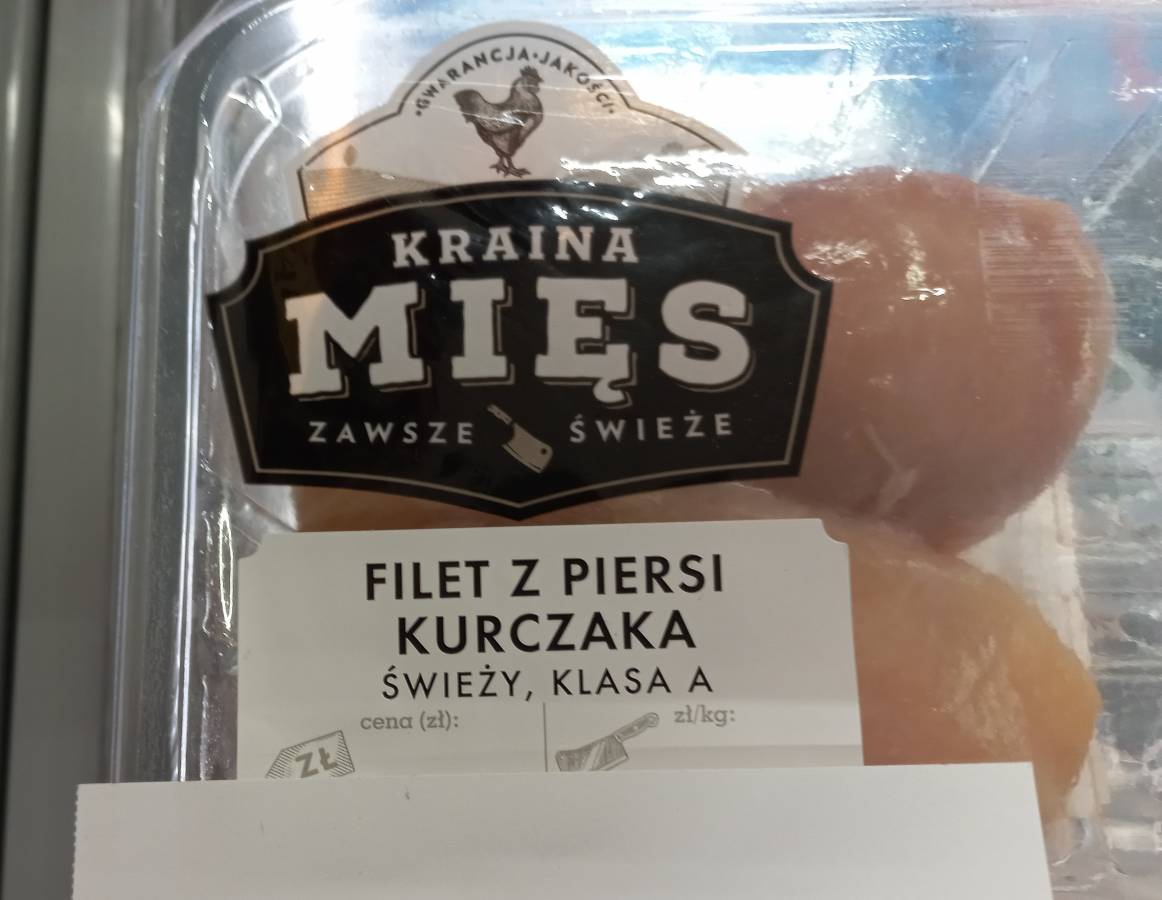 ·GWARANCJA·JAKOŚCI·
KRAINA
MIĘS
ZAWSZE ŚWIEŻE
FILET Z PIERSI
KURCZAKA
ŚWIEŻY, KLASA A
cena (zł): zł/kg:
ZŁ